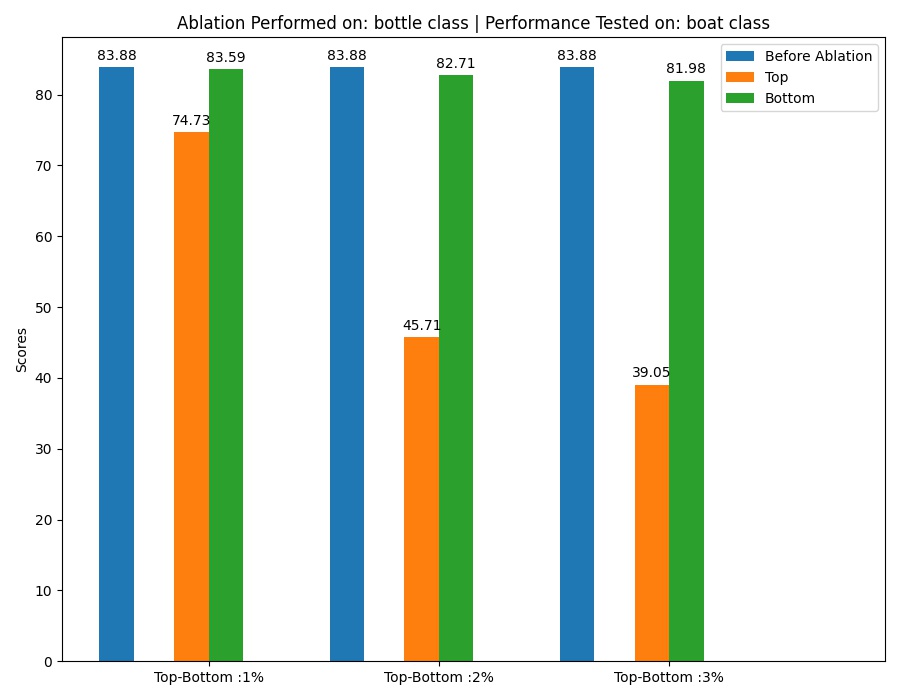 Ablation Performed on: bottle class | Performance Tested on: boat class
Before Ablation
Top
Bottom
83.88
74.73
83.59
83.88
45.71
82.71
83.88
39.05
81.98
Scores
80
70
60
50
40
30
20
10
0
Top-Bottom :1%
Top-Bottom :2%
Top-Bottom :3%